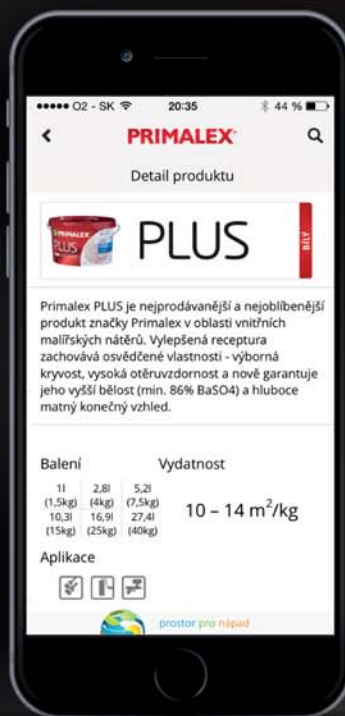 O2 - SK 20:35 44 %
PRIMALEX
Detail produktu
PRIMALEX
PLUS
PLUS
BÍLÝ
Primalex PLUS je nejprodávanější a nejoblíbenější
produkt značky Primalex v oblasti vnitřních
malířských nátěrů. Vylepšená receptura
zachovává osvědčené vlastnosti - výborná
kryvost, vysoká otěruvzdornost a nově garantuje
jeho vyšší bělost (min. 86% BaSO4) a hluboce
matný konečný vzhled.
Balení Vydatnost
1l 2,8l 5,2l
(1,5kg) (4kg) (7,5kg)
10,3l 16,9l 27,4l
(15kg) (25kg) (40kg)
10 – 14 m²/kg
Aplikace
prostor pro nápad